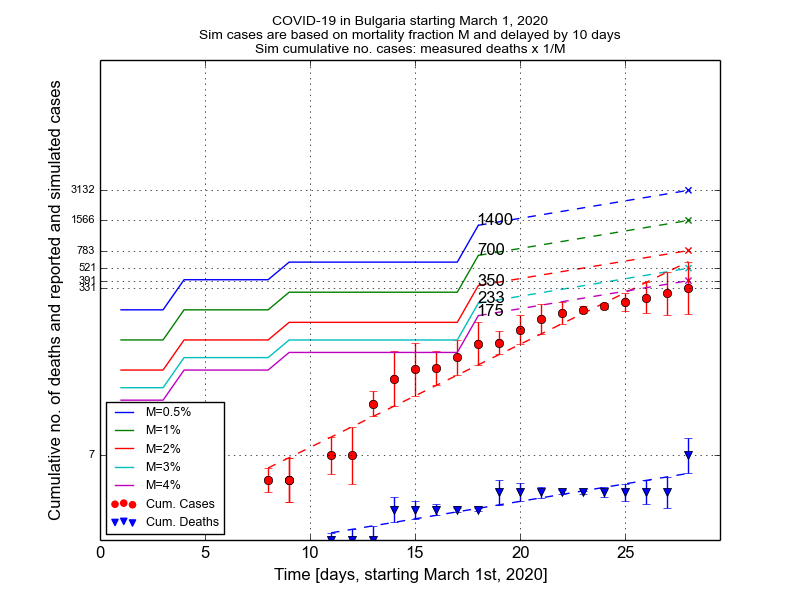 COVID-19 in Bulgaria starting March 1, 2020
Sim cases are based on mortality fraction M and delayed by 10 days
Sim cumulative no. cases: measured deaths x 1/M
Cumulative no. of deaths and reported and simulated cases
3132
1566
783
521
391
331
7
1400
700
350
233
175
M=0.5%
M=1%
M=2%
M=3%
M=4%
Cum. Cases
Cum. Deaths
0 5 10 15 20 25
Time [days, starting March 1st, 2020]